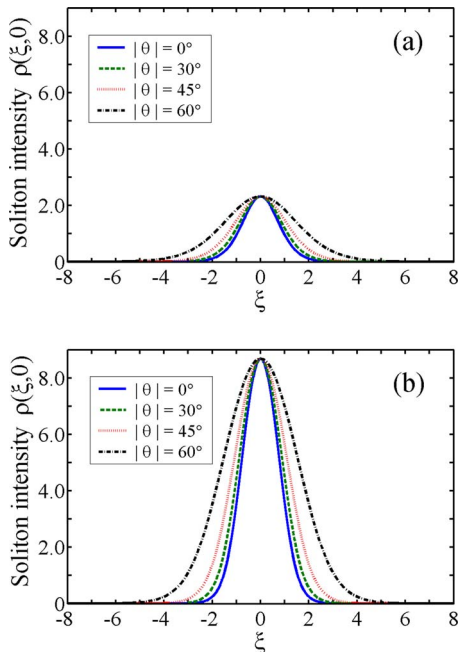 (a)
Soliton intensity ρ(ξ,0)
| θ | = 0°
| θ | = 30°
| θ | = 45°
| θ | = 60°
8.0
6.0
4.0
2.0
0
-8 -6 -4 -2 0 2 4 6 8
ξ
(b)
Soliton intensity ρ(ξ,0)
| θ | = 0°
| θ | = 30°
| θ | = 45°
| θ | = 60°
8.0
6.0
4.0
2.0
0
-8 -6 -4 -2 0 2 4 6 8
ξ